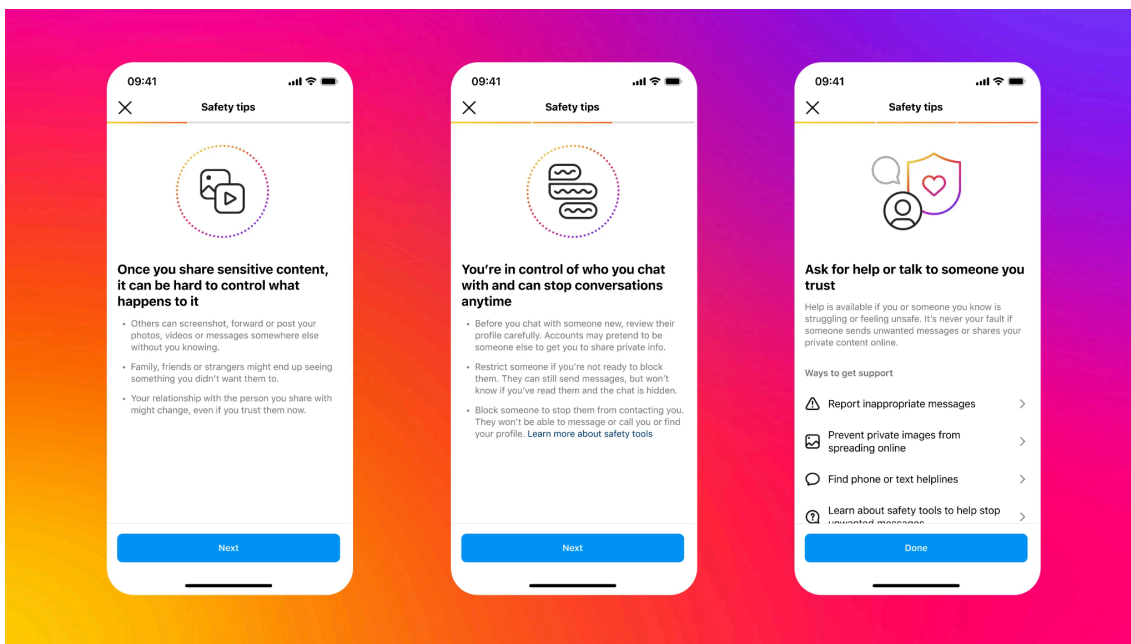 09:41
Safety tips
Once you share sensitive content,
it can be hard to control what
happens to it
• Others can screenshot, forward or post your
photos, videos or messages somewhere else
without you knowing.
• Family, friends or strangers might end up seeing
something you didn't want them to.
• Your relationship with the person you share with
might change, even if you trust them now.
Next
09:41
Safety tips
You're in control of who you chat
with and can stop conversations
anytime
• Before you chat with someone new, review their
profile carefully. Accounts may pretend to be
someone else to get you to share private info.
• Restrict someone if you're not ready to block
them. They can still send messages, but won't
know if you've read them and the chat is hidden.
• Block someone to stop them from contacting you.
They won't be able to message or call you or find
your profile. Learn more about safety tools
Next
09:41
Safety tips
Ask for help or talk to someone you
trust
Help is available if you or someone you know is
struggling or feeling unsafe. It's never your fault if
someone sends unwanted messages or shares your
private content online.
Ways to get support
Report inappropriate messages
Prevent private images from
spreading online
Find phone or text helplines
Learn about safety tools to help stop
unwanted messages
Done